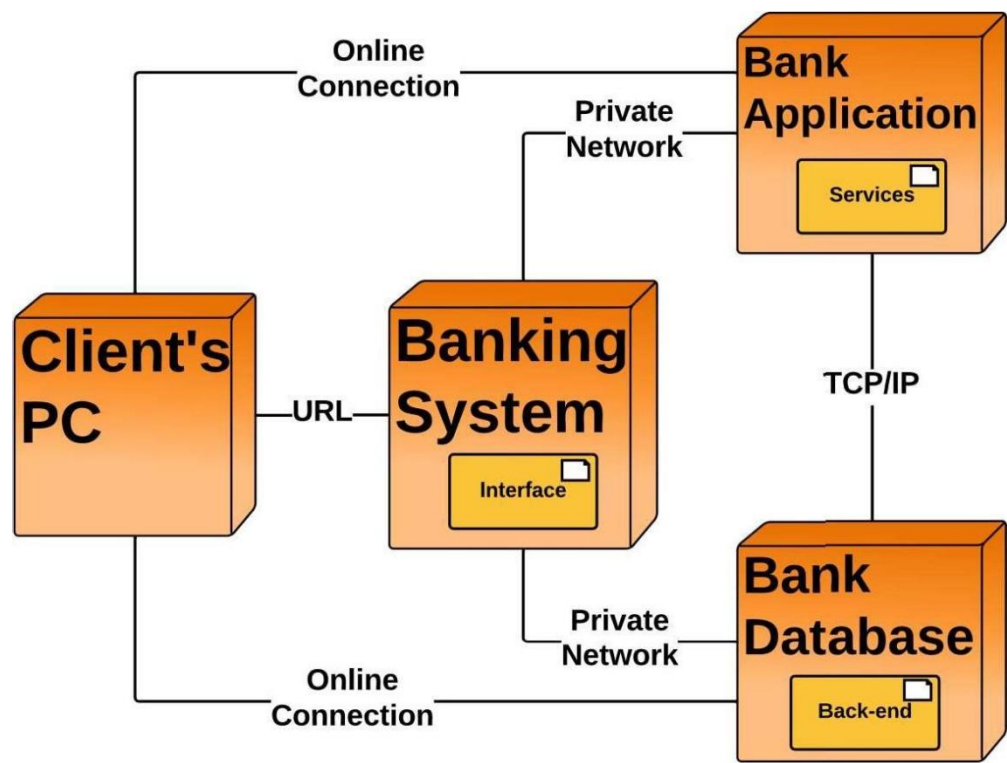 Online
Connection
Bank
Application
Private
Network
Services
Client's
PC
URL
Banking
System
Interface
TCP/IP
Bank
Database
Back-end
Private
Network
Online
Connection